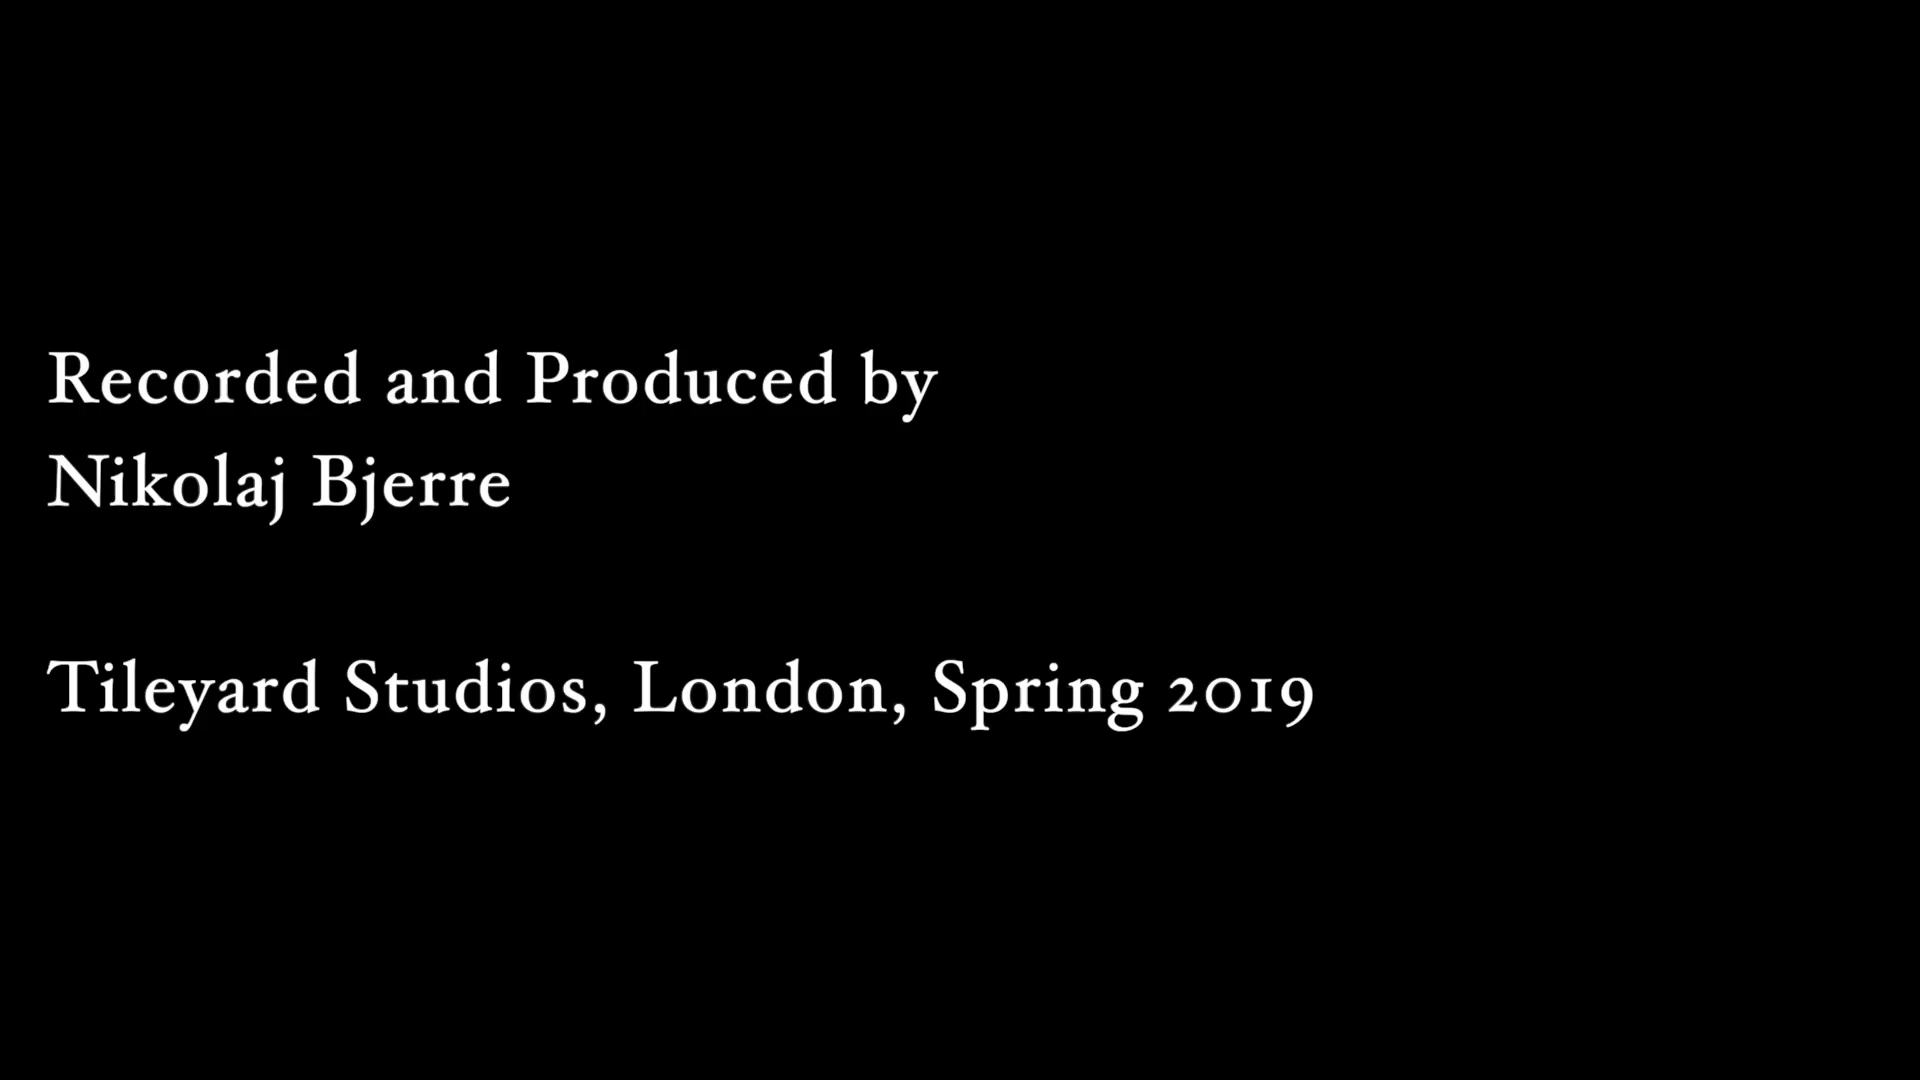 Recorded and Produced by
Nikolaj Bjerre
Tileyard Studios, London, Spring 2019